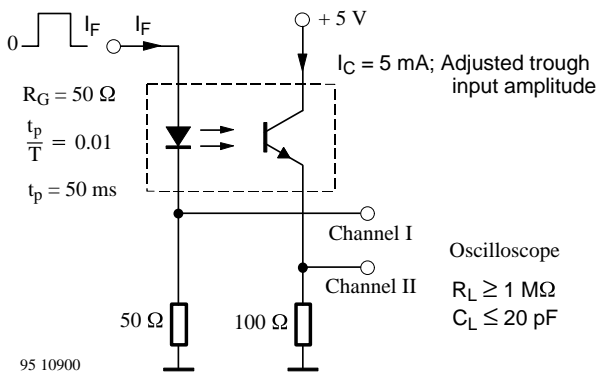 0
I_F
I_F
+ 5 V
I_C = 5 mA; Adjusted trough
input amplitude
R_G = 50 Ω
t_p
T
= 0.01
t_p = 50 ms
Channel I
Channel II
Oscilloscope
R_L ≥ 1 MΩ
C_L ≤ 20 pF
50 Ω
100 Ω
95 10900